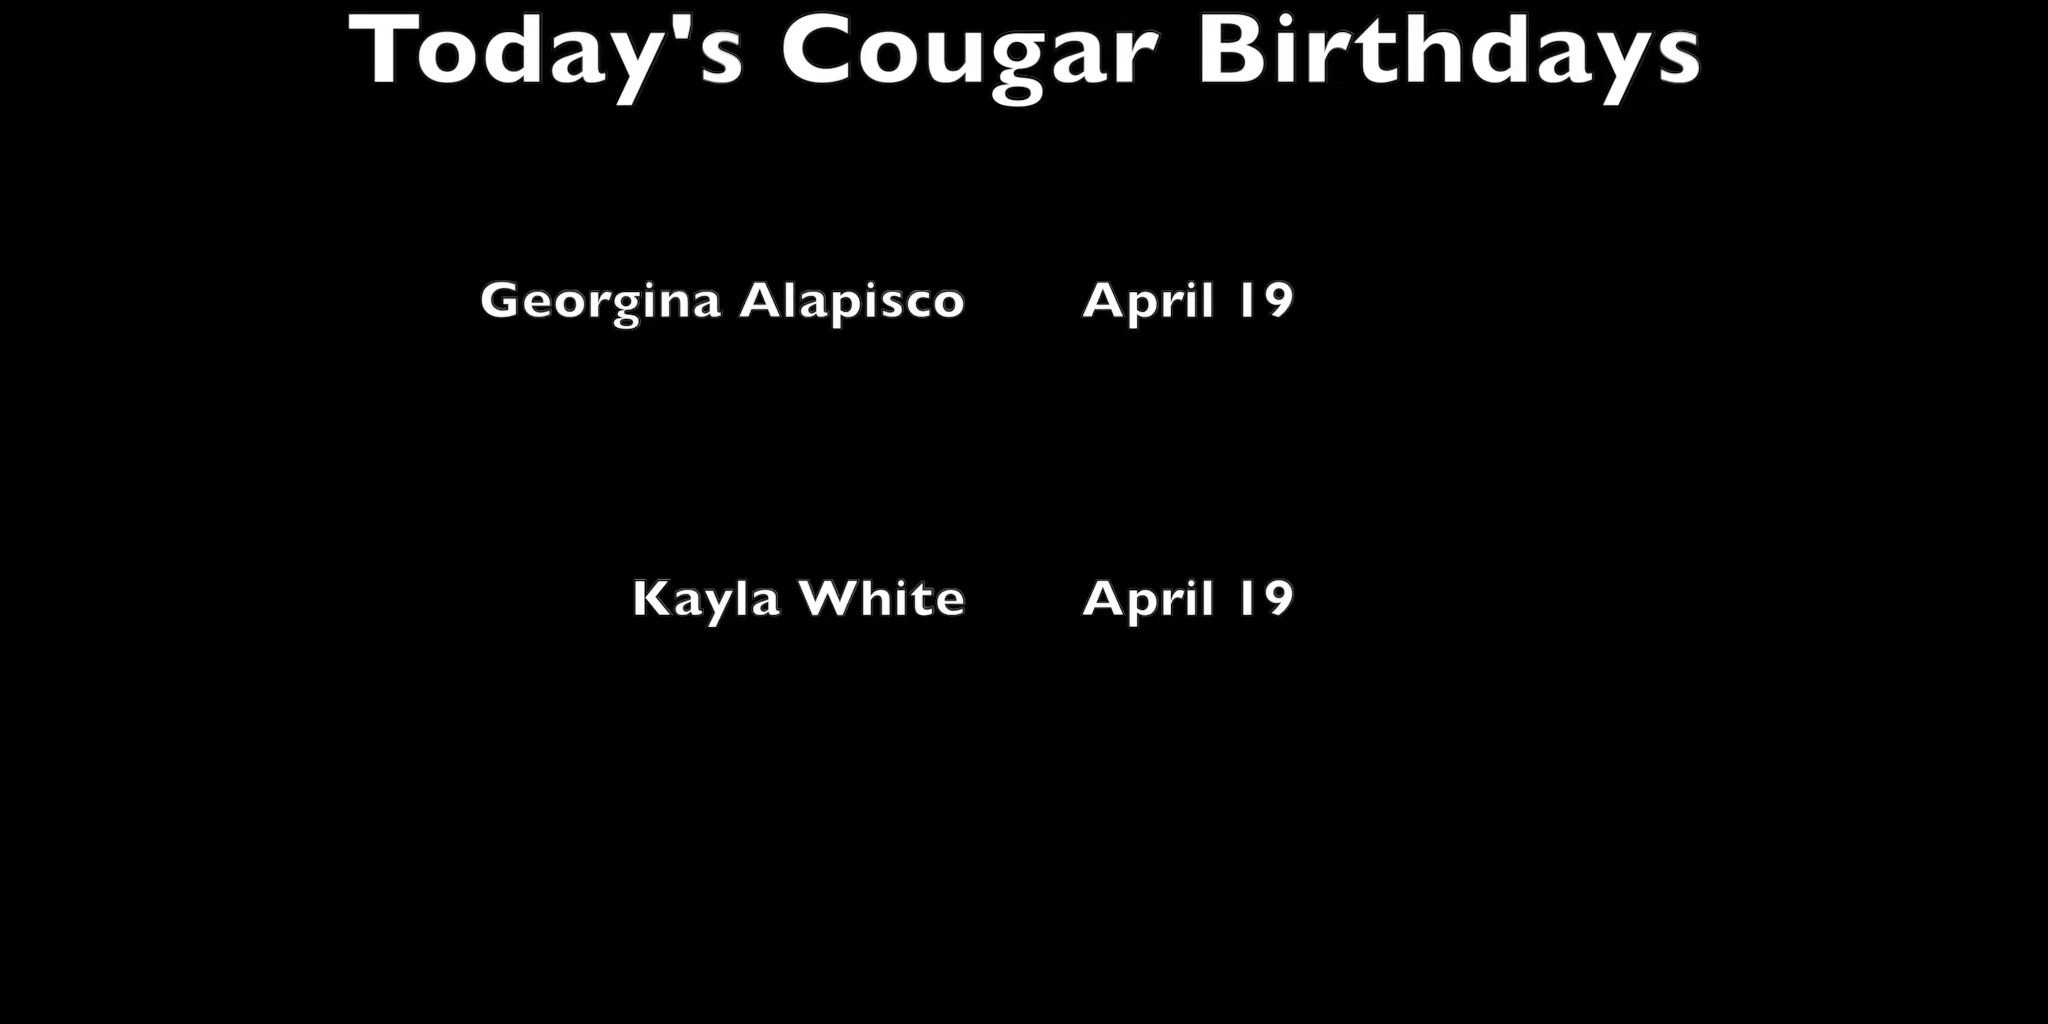 Today's Cougar Birthdays
Georgina Alapisco April 19
Kayla White April 19